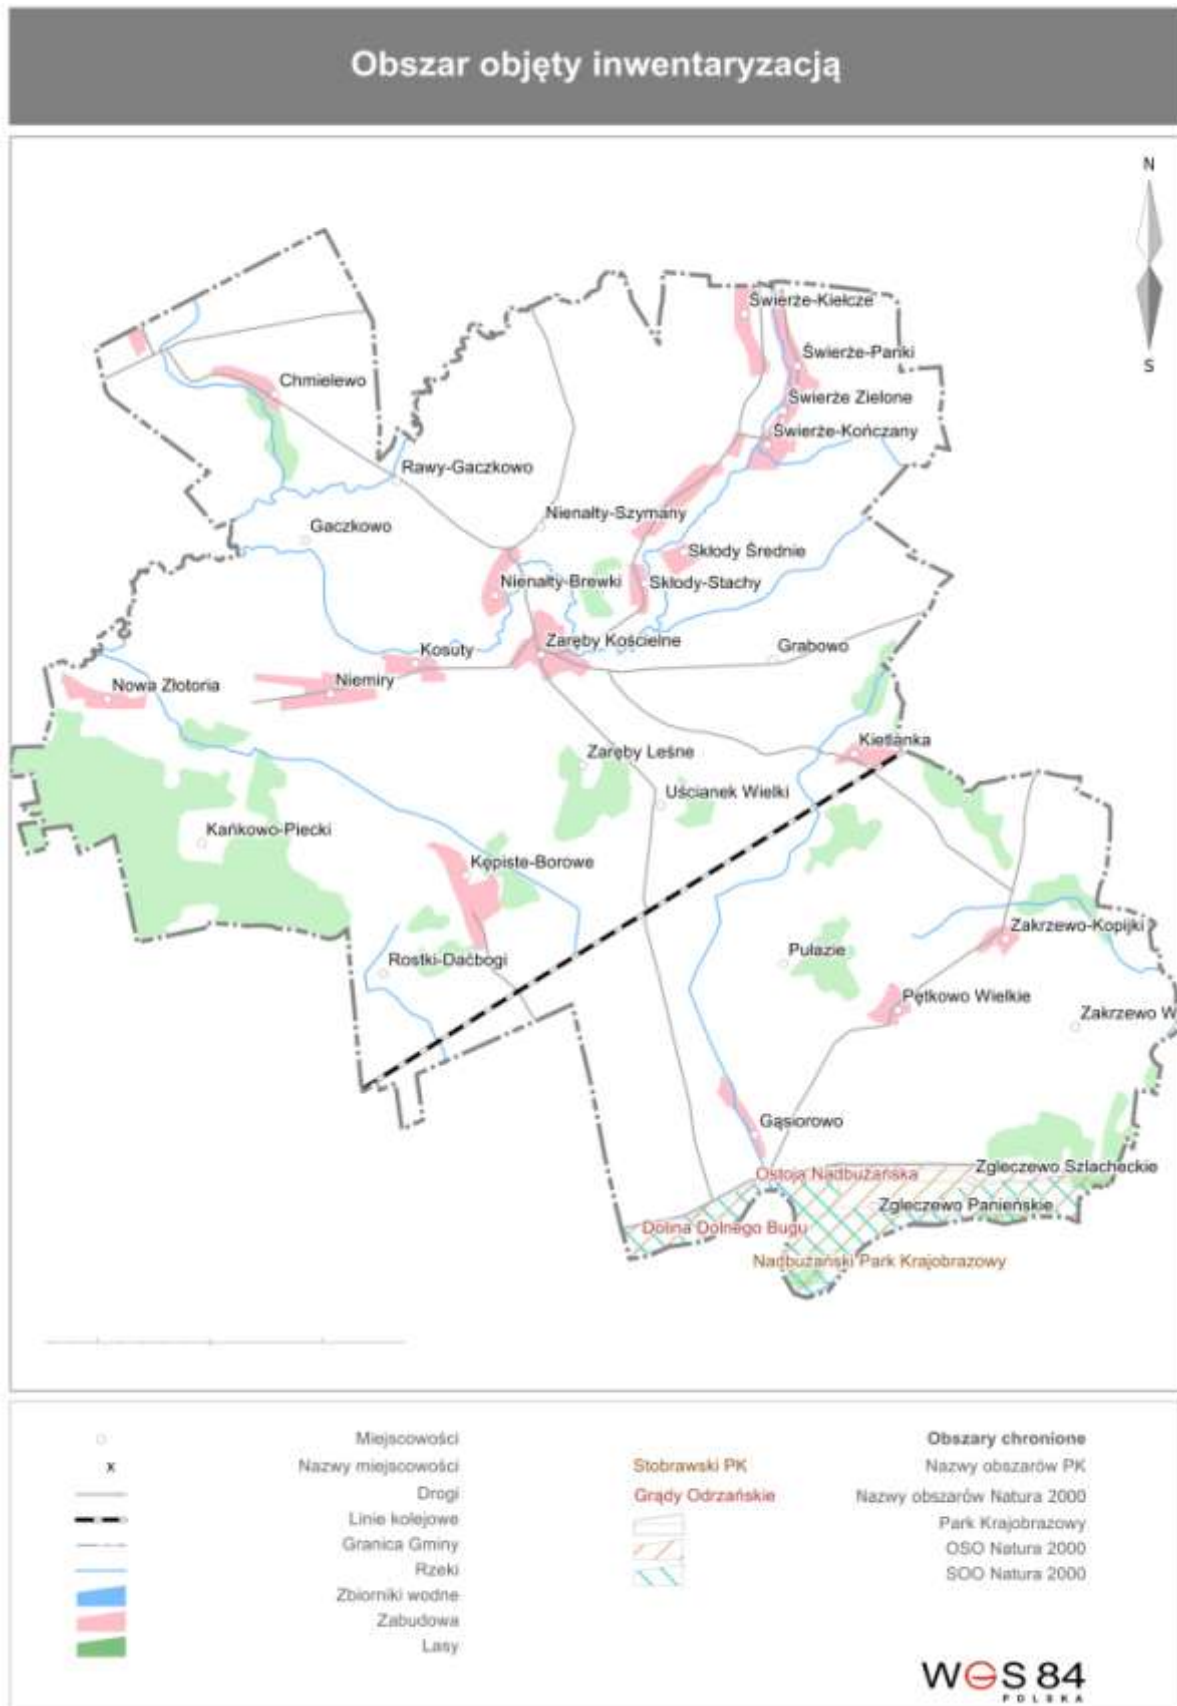 Obszar objęty inwentaryzacją
N
S
Świerże-Kiełcze
Świerże-Panki
Chmielewo
Świerże Zielone
Świerże-Kończany
Rawy-Gaczkowo
Nienałty-Szymany
Gaczkowo
Skłody Średnie
Nienałty-Brewki
Skłody-Stachy
Zaręby Kościelne
Grabowo
Kosuty
Niemiry
Nowa Złotoria
Kietlanka
Zaręby Leśne
Uścianek Wielki
Kańkowo-Piecki
Kępiste-Borowe
Zakrzewo-Kopijki
Pułazie
Rostki-Daćbogi
Pętkowo Wielkie
Zakrzewo W
Gąsiorowo
Zgleczewo Szlacheckie
Ostoja Nadbużańska
Zgleczewo Panieńskie
Dolina Dolnego Bugu
Nadbużański Park Krajobrazowy
Miejscowości
x Nazwy miejscowości
Drogi
Linie kolejowe
Granica Gminy
Rzeki
Zbiorniki wodne
Zabudowa
Lasy
Obszary chronione
Stobrawski PK Nazwy obszarów PK
Grądy Odrzańskie Nazwy obszarów Natura 2000
Park Krajobrazowy
OSO Natura 2000
SOO Natura 2000
WGS 84
POLSKA